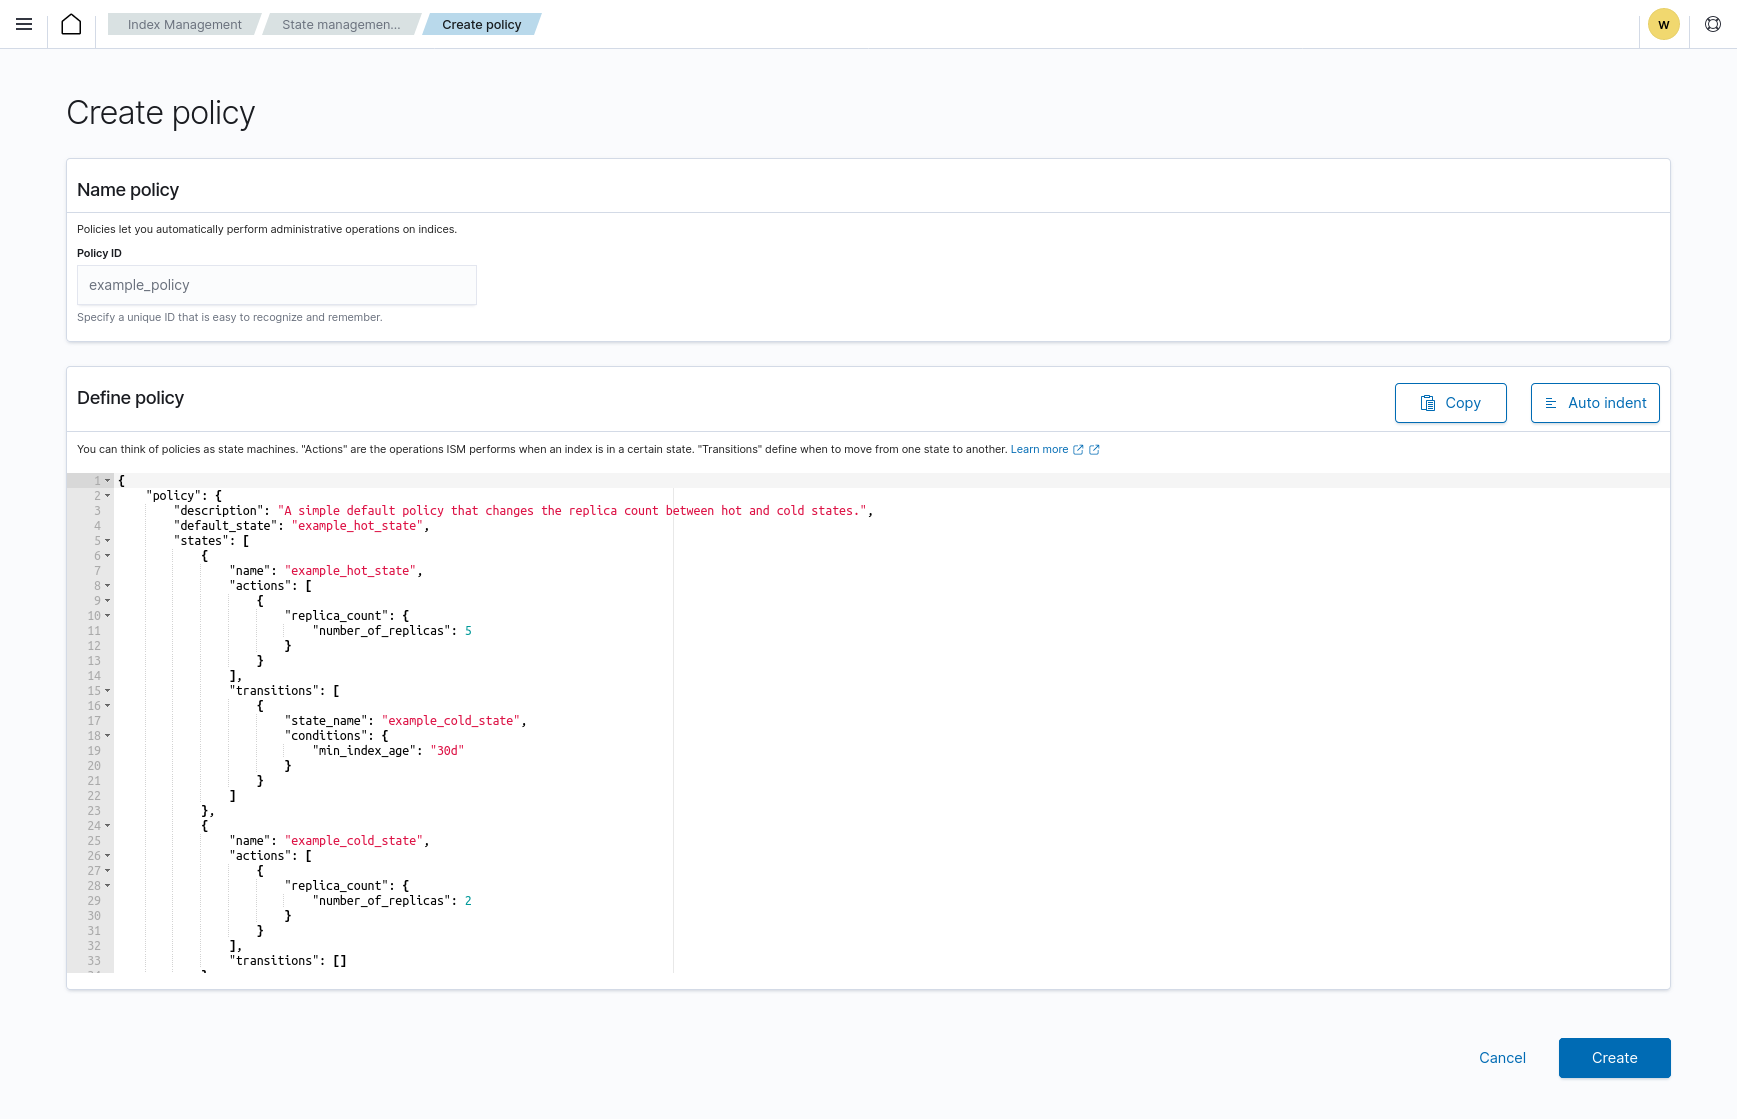 Index Management
State managemen...
Create policy
W
Create policy
Name policy
Policies let you automatically perform administrative operations on indices.
Policy ID
example_policy
Specify a unique ID that is easy to recognize and remember.
Define policy
Copy
Auto indent
You can think of policies as state machines. "Actions" are the operations ISM performs when an index is in a certain state. "Transitions" define when to move from one state to another. Learn more
1 {
2 "policy": {
3 "description": "A simple default policy that changes the replica count between hot and cold states.",
4 "default_state": "example_hot_state",
5 "states": [
6 {
7 "name": "example_hot_state",
8 "actions": [
9 {
10 "replica_count": {
11 "number_of_replicas": 5
12 }
13 }
14 ],
15 "transitions": [
16 {
17 "state_name": "example_cold_state",
18 "conditions": {
19 "min_index_age": "30d"
20 }
21 }
22 ]
23 },
24 {
25 "name": "example_cold_state",
26 "actions": [
27 {
28 "replica_count": {
29 "number_of_replicas": 2
30 }
31 }
32 ],
33 "transitions": []
Cancel
Create